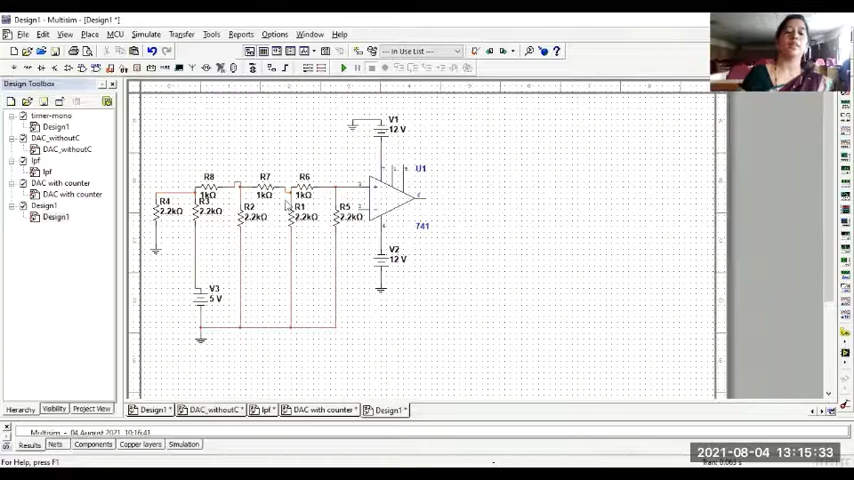 Design1 - Multisim - [Design1 *]
File Edit View Place MCU Simulate Transfer Tools Reports Options Window Help
--- In Use List ---
Design Toolbox
timer-mono
Design1
DAC_withoutC
DAC_withoutC
lpf
lpf
DAC with counter
DAC with counter
Design1
Design1
V1
12 V
R8
1kΩ
R7
1kΩ
R6
1kΩ
U1
741
R4
2.2kΩ
R3
2.2kΩ
R2
2.2kΩ
R1
2.2kΩ
R5
2.2kΩ
V2
12 V
V3
5 V
Hierarchy Visibility Project View
Design1 * DAC_withoutC * lpf * DAC with counter * Design1 *
Multisim - 04 August 2021, 10:16:41
Results Nets Components Copper layers Simulation
For Help, press F1
2021-08-04 13:15:33